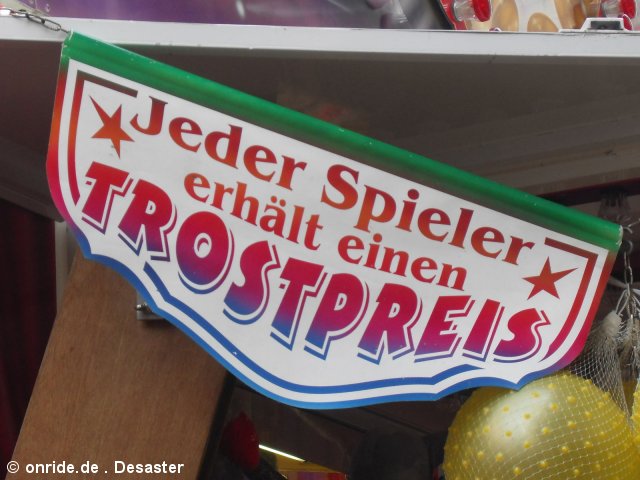 Jeder Spieler
erhält einen
TROSTPREIS
© onride.de . Desaster